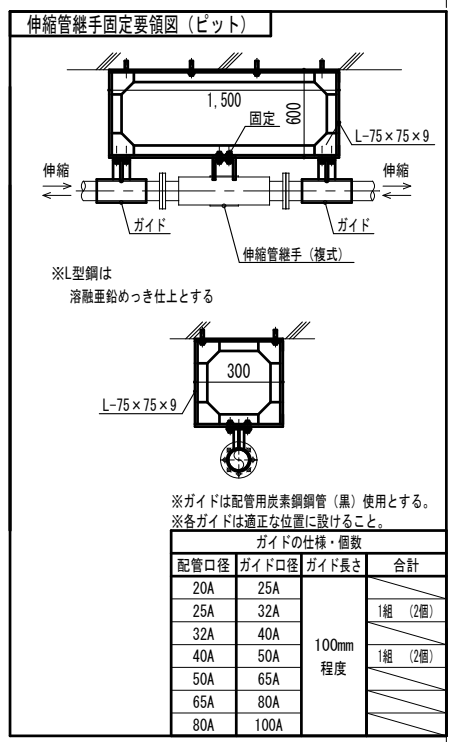 伸縮管継手固定要領図（ピット）
1,500
固定
600
L-75×75×9
伸縮
伸縮
ガイド
ガイド
伸縮管継手（複式）
※L型鋼は
溶融亜鉛めっき仕上とする
300
L-75×75×9
※ガイドは配管用炭素鋼鋼管（黒）使用とする。
※各ガイドは適正な位置に設けること。
ガイドの仕様・個数
配管口径 ガイド口径 ガイド長さ 合計
20A 25A
25A 32A 1組 （2個）
32A 40A
100mm
40A 50A 1組 （2個）
程度
50A 65A
65A 80A
80A 100A